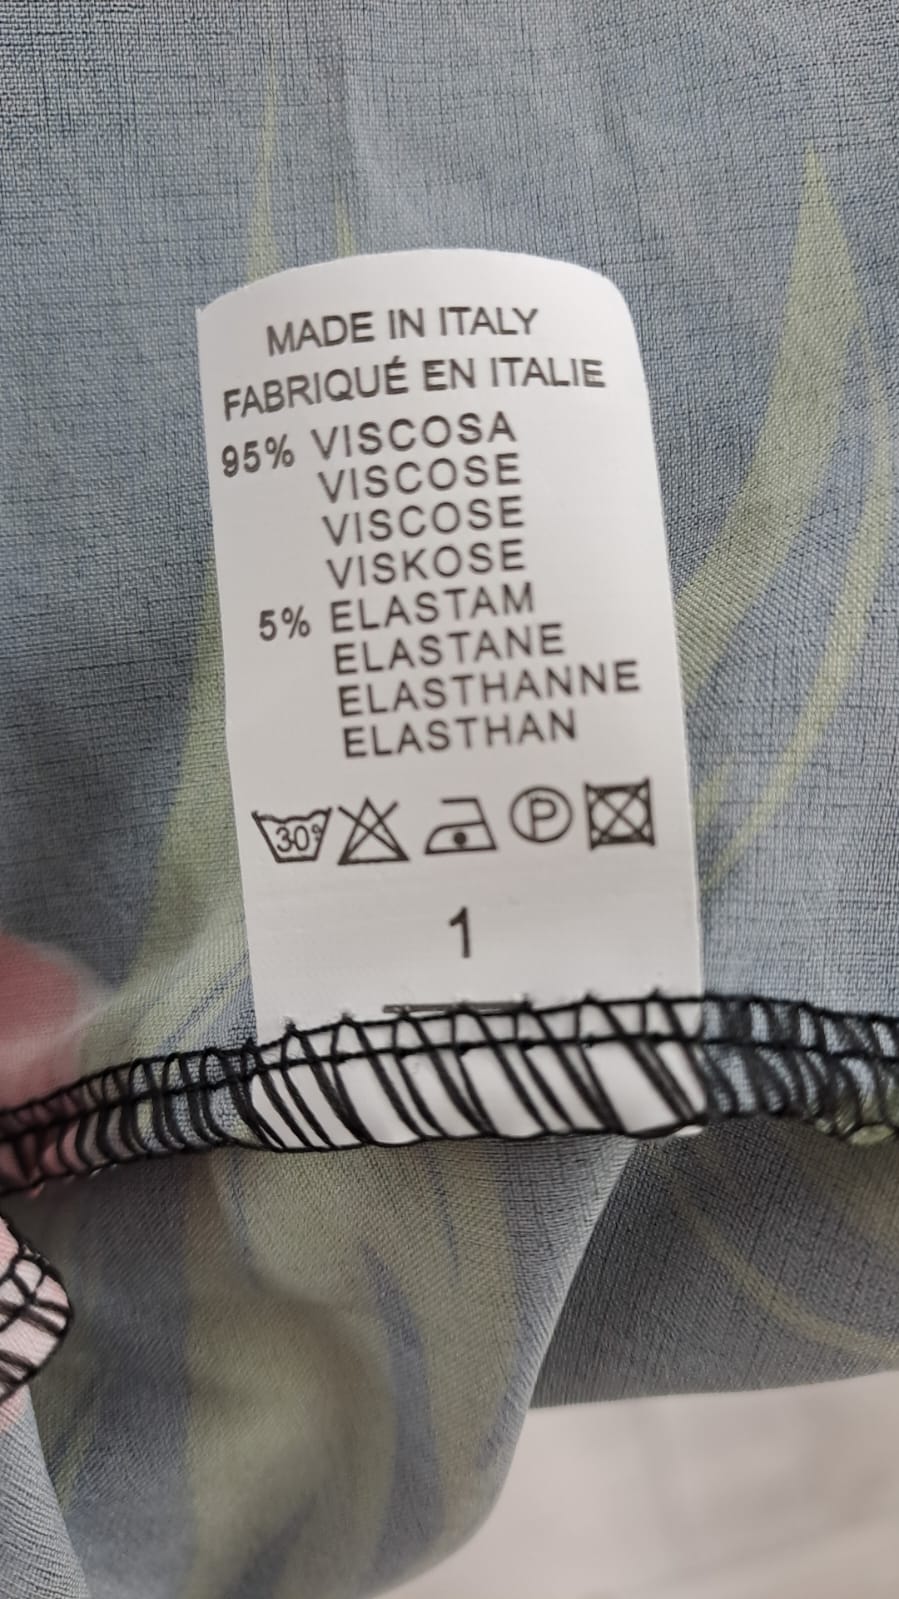 MADE IN ITALY
FABRIQUÉ EN ITALIE
95% VISCOSA
VISCOSE
VISCOSE
VISKOSE
5% ELASTAM
ELASTANE
ELASTHANNE
ELASTHAN
30° P
1